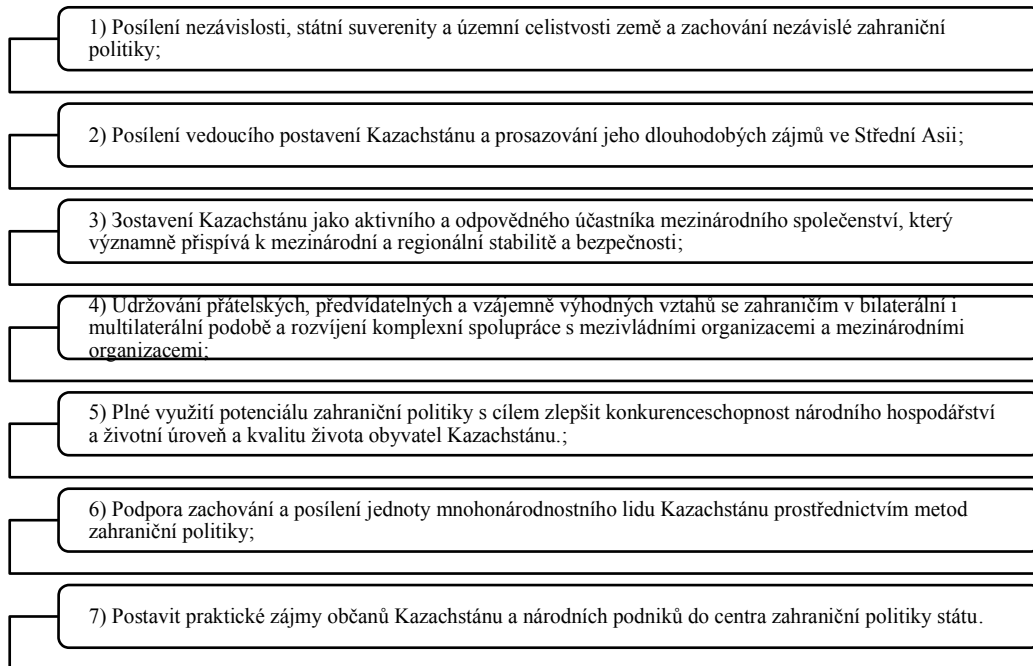 1) Posílení nezávislosti, státní suverenity a územní celistvosti země a zachování nezávislé zahraniční
politiky;
2) Posílení vedoucího postavení Kazachstánu a prosazování jeho dlouhodobých zájmů ve Střední Asii;
3) Зostavení Kazachstánu jako aktivního a odpovědného účastníka mezinárodního společenství, který
významně přispívá k mezinárodní a regionální stabilitě a bezpečnosti;
4) Udržování přátelských, předvídatelných a vzájemně výhodných vztahů se zahraničím v bilaterální i
multilaterální podobě a rozvíjení komplexní spolupráce s mezivládními organizacemi a mezinárodními
organizacemi;
5) Plné využití potenciálu zahraniční politiky s cílem zlepšit konkurenceschopnost národního hospodářství
a životní úroveň a kvalitu života obyvatel Kazachstánu.;
6) Podpora zachování a posílení jednoty mnohonárodnostního lidu Kazachstánu prostřednictvím metod
zahraniční politiky;
7) Postavit praktické zájmy občanů Kazachstánu a národních podniků do centra zahraniční politiky státu.